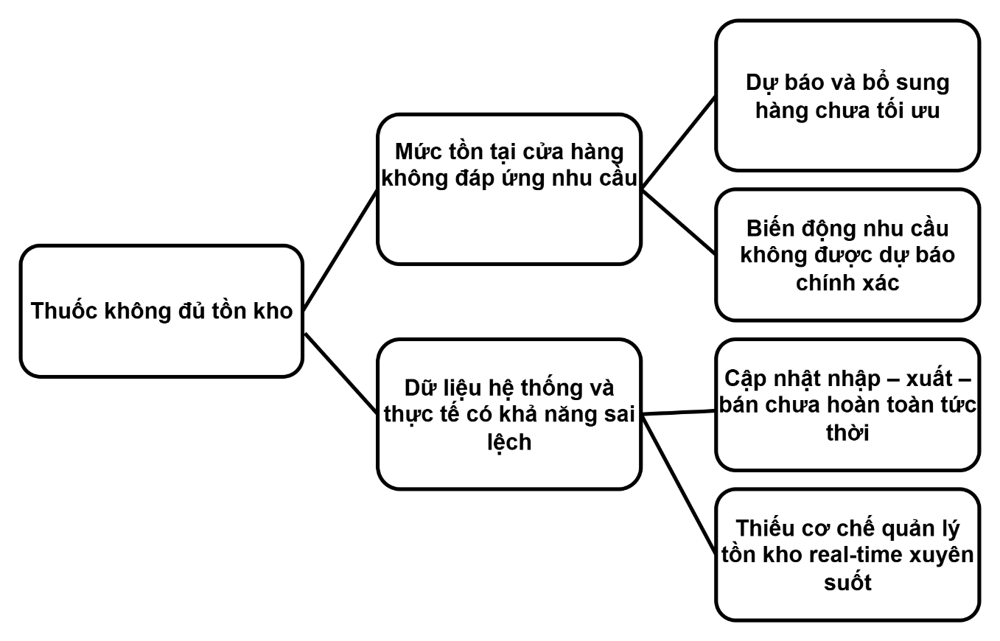 Thuốc không đủ tồn kho
Mức tồn tại cửa hàng
không đáp ứng nhu cầu
Dữ liệu hệ thống và
thực tế có khả năng sai
lệch
Dự báo và bổ sung
hàng chưa tối ưu
Biến động nhu cầu
không được dự báo
chính xác
Cập nhật nhập – xuất –
bán chưa hoàn toàn tức
thời
Thiếu cơ chế quản lý
tồn kho real-time xuyên
suốt